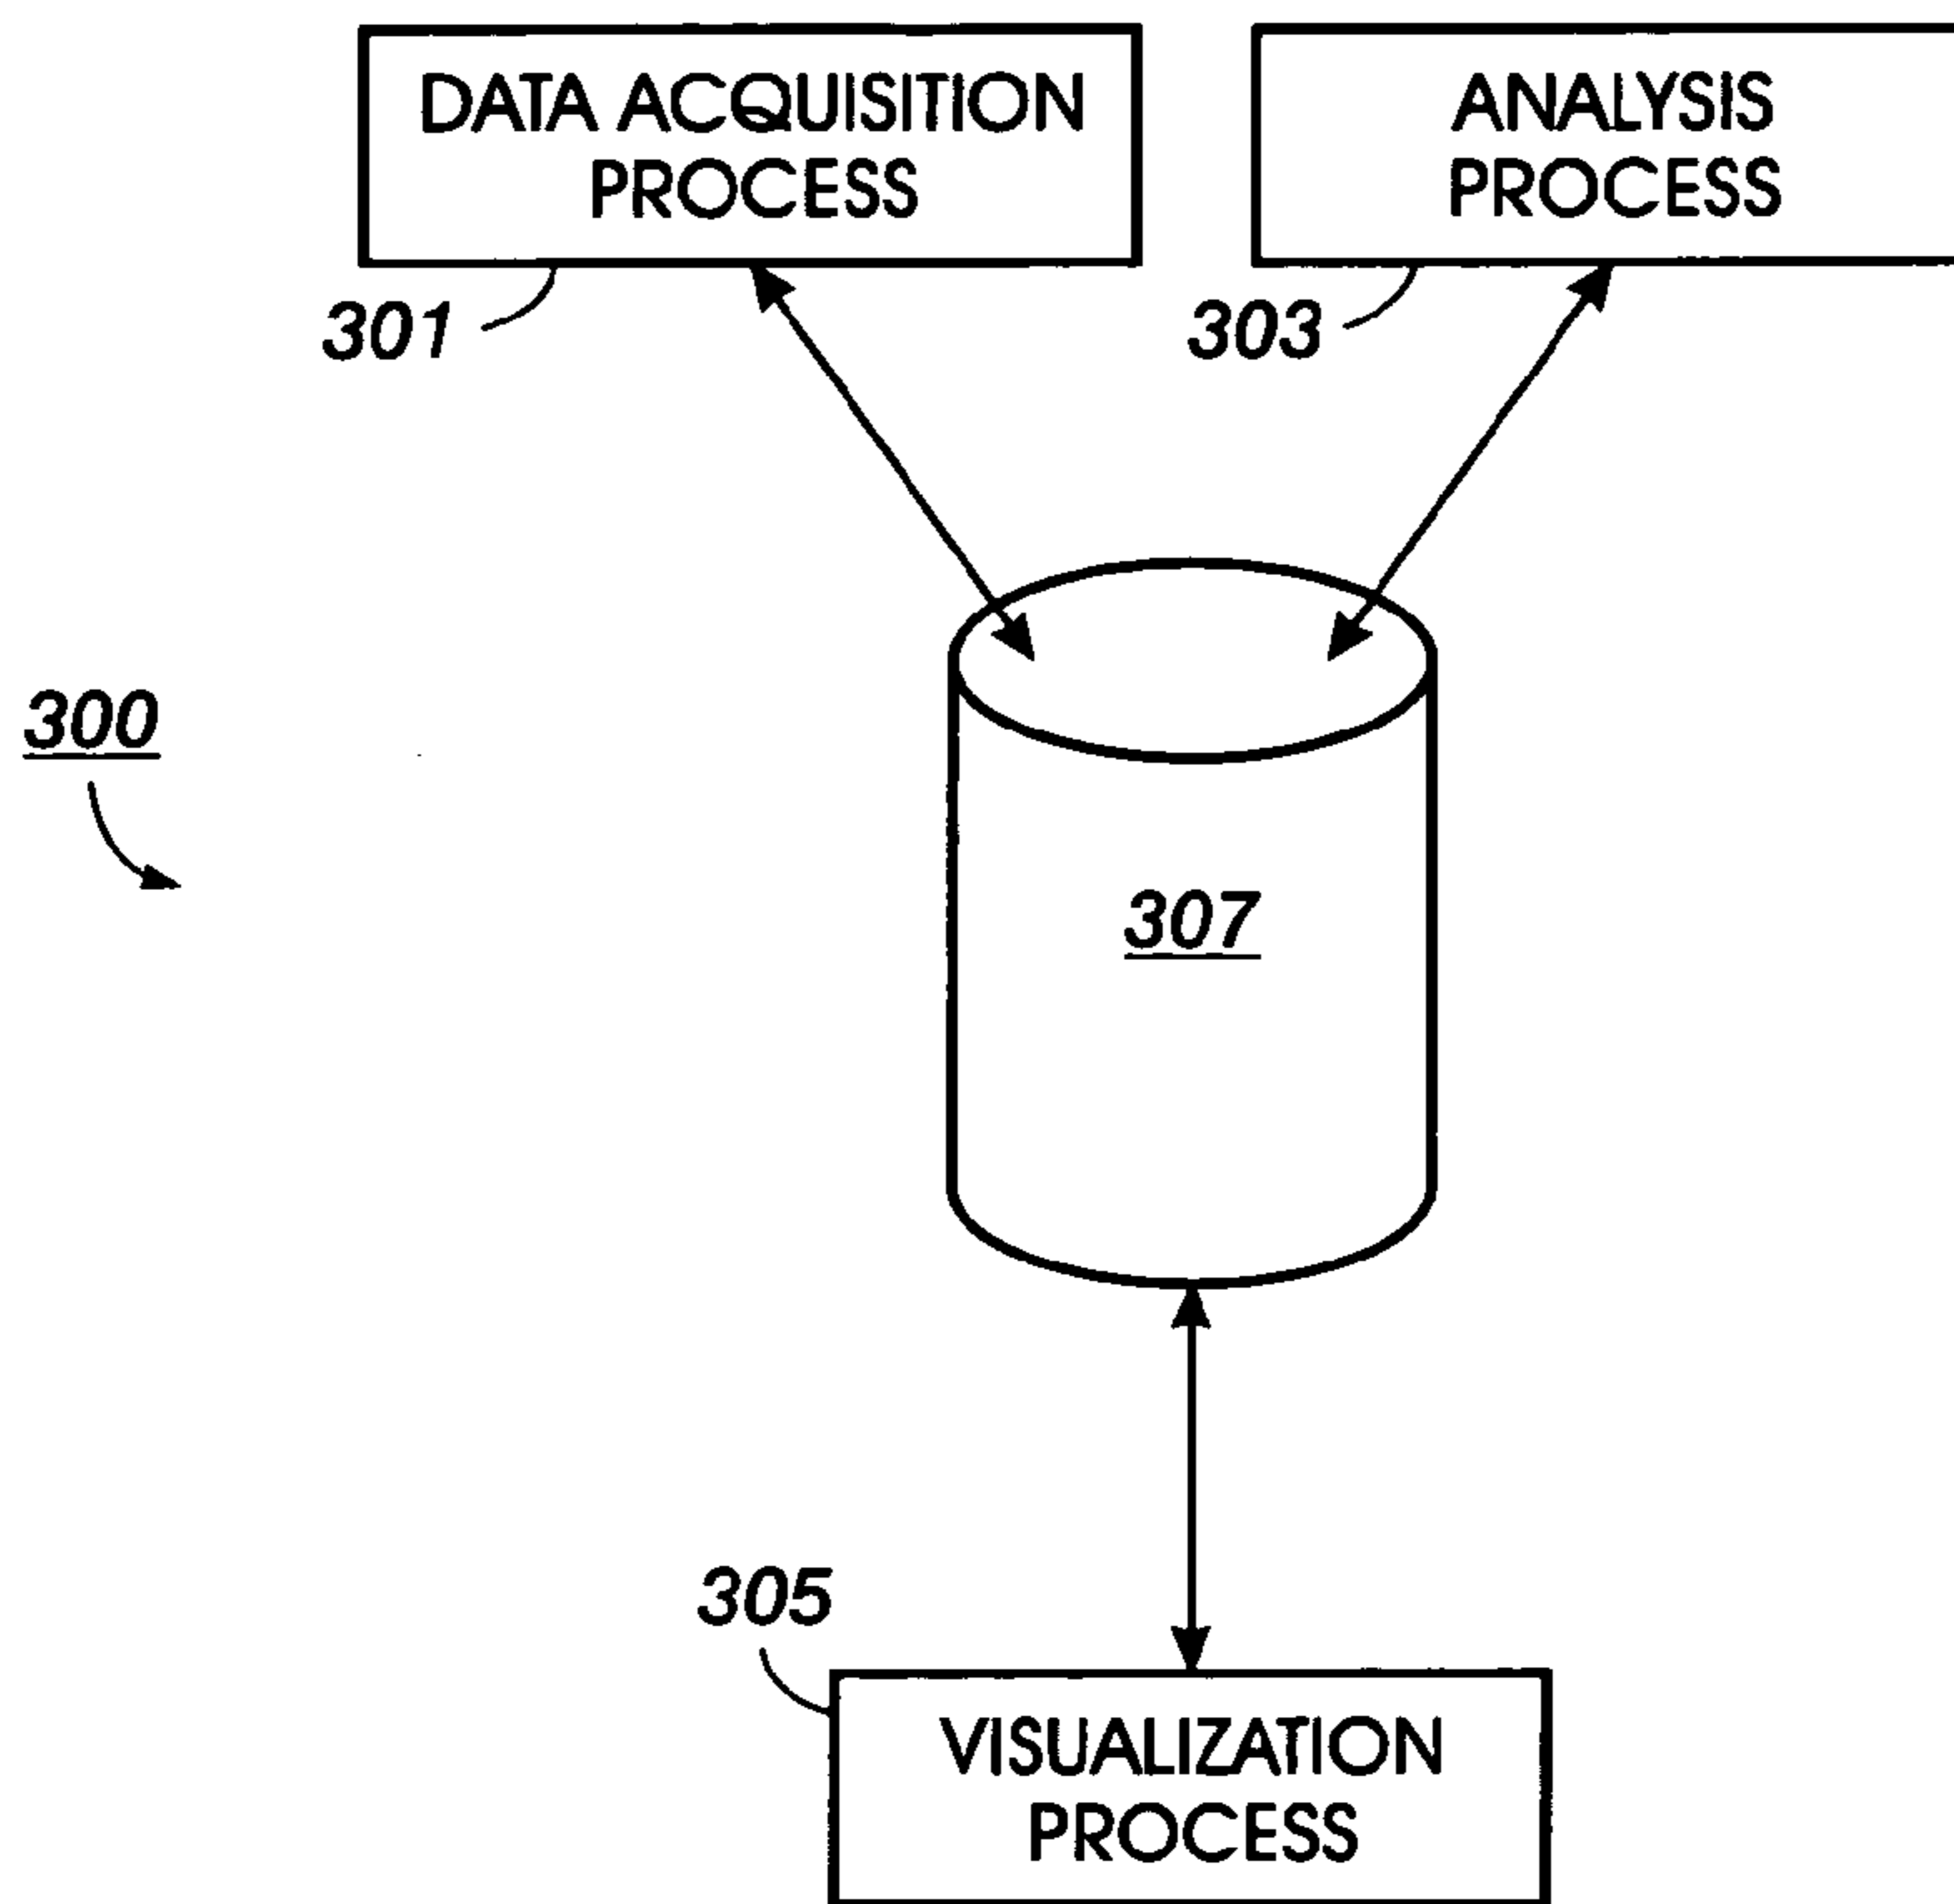 DATA ACQUISITION
PROCESS
ANALYSIS
PROCESS
301
303
300
307
305
VISUALIZATION
PROCESS